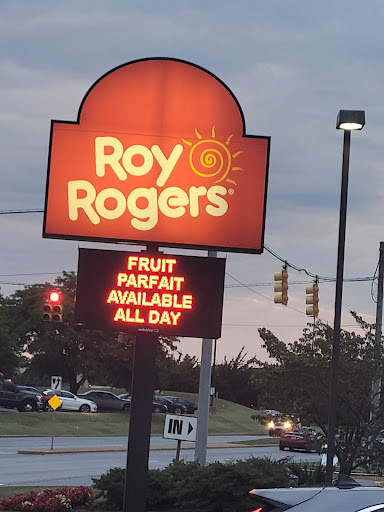 Roy
Rogers®
FRUIT
PARFAIT
AVAILABLE
ALL DAY
IN